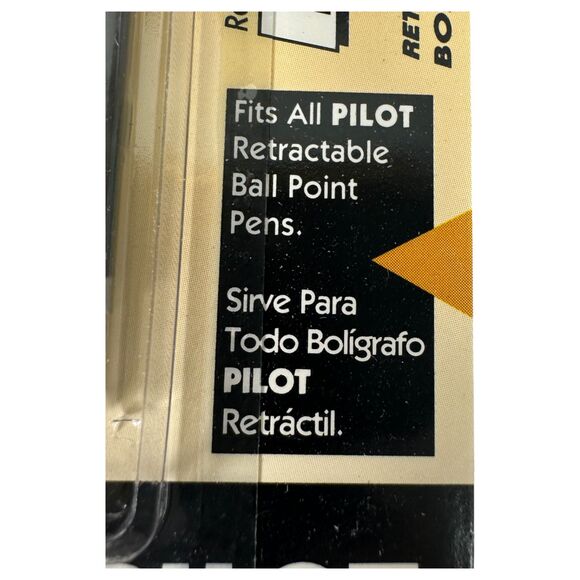 Fits All PILOT
Retractable
Ball Point
Pens.
Sirve Para
Todo Bolígrafo
PILOT
Retráctil.